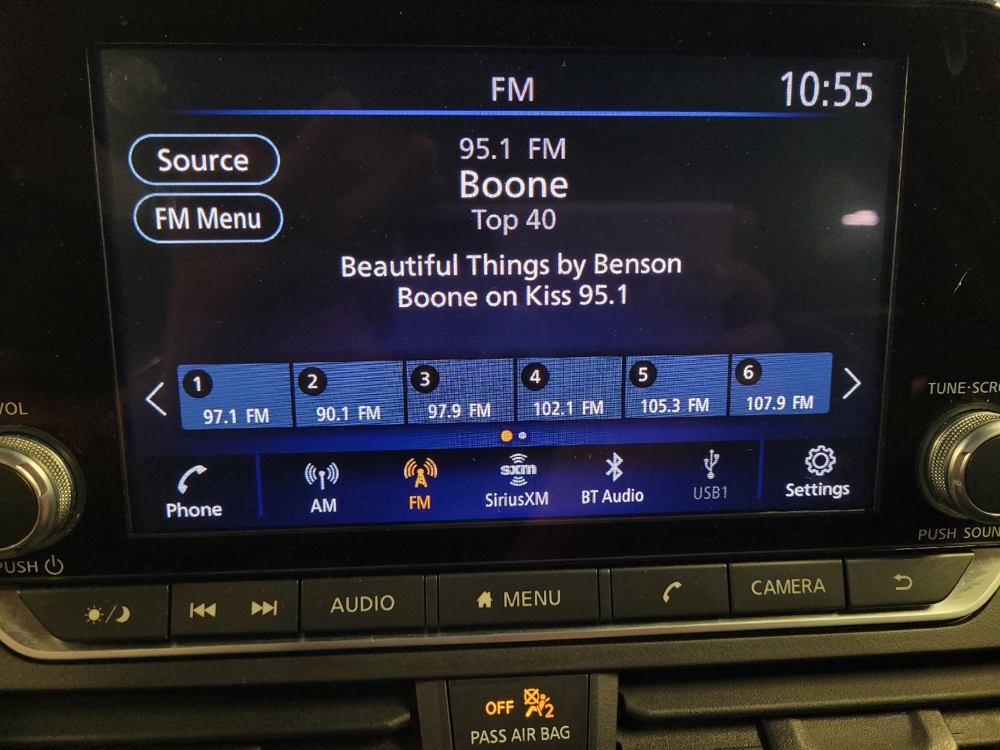 FM
10:55
Source
FM Menu
95.1 FM
Boone
Top 40
Beautiful Things by Benson
Boone on Kiss 95.1
1
97.1 FM
2
90.1 FM
3
97.9 FM
4
102.1 FM
5
105.3 FM
6
107.9 FM
VOL
TUNE·SCRO
Phone
AM
FM
sxm
SiriusXM
BT Audio
USB1
Settings
PUSH
PUSH SOUN
AUDIO
MENU
CAMERA
OFF
2
PASS AIR BAG